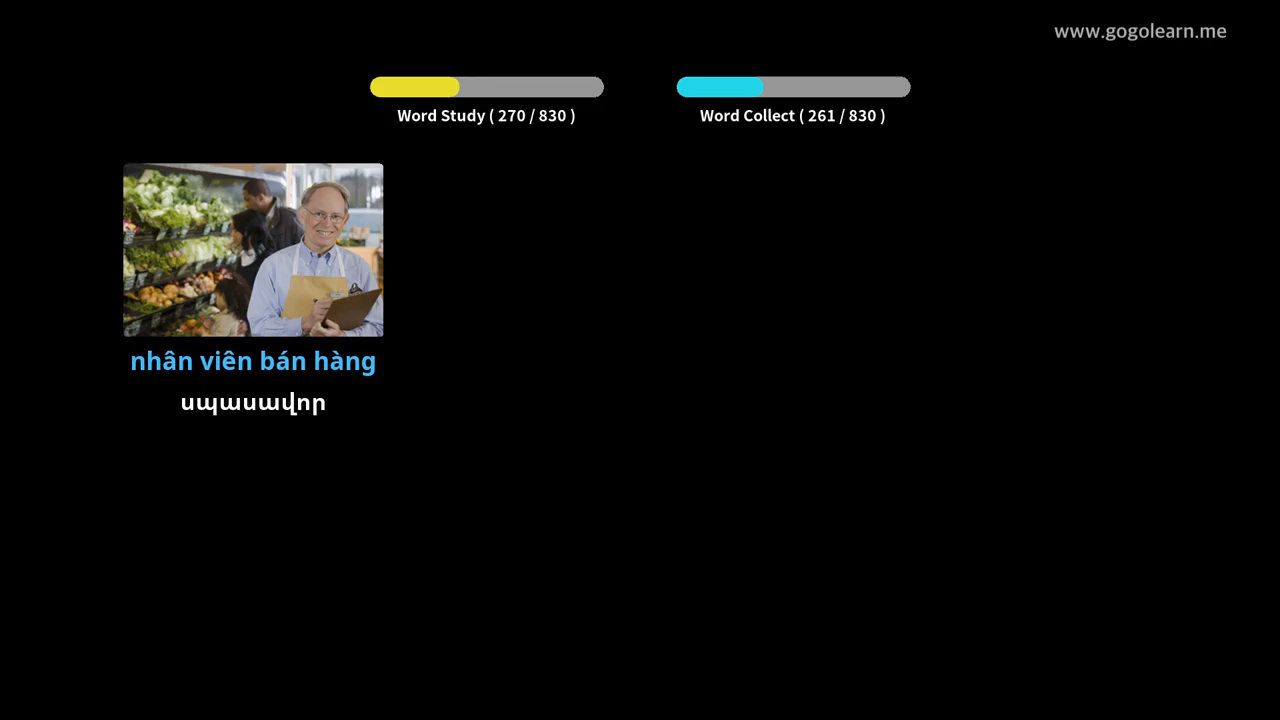 www.gogolearn.me
Word Study ( 270 / 830 )
Word Collect ( 261 / 830 )
nhân viên bán hàng
սպասավոր